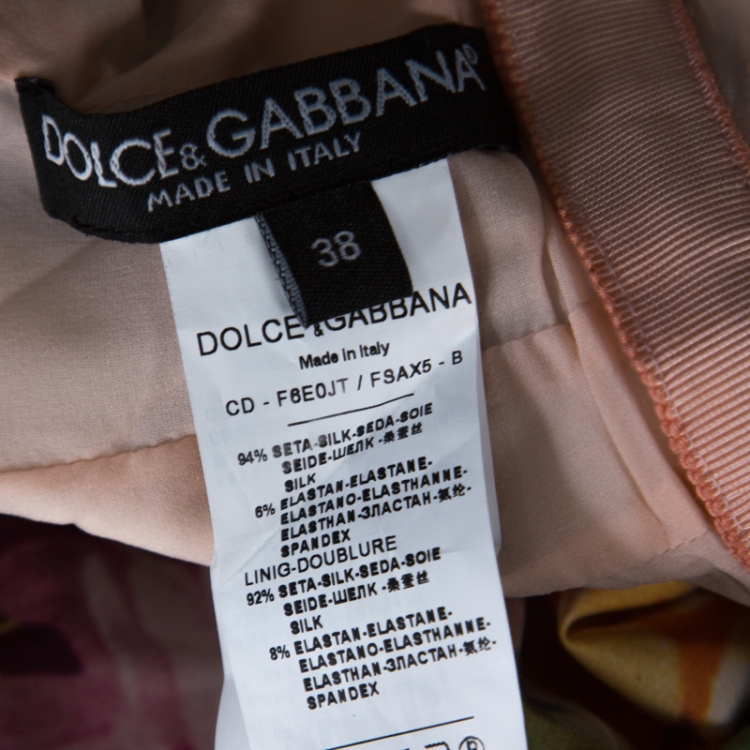 DOLCE&GABBANA®
MADE IN ITALY
38
DOLCE&GABBANA
Made in Italy
CD - F6E0JT / FSAX5 - B
94% SETA-SILK-SEDA-SOIE
SEIDE-ШЕЛК -桑蚕丝
SILK
6% ELASTAN-ELASTANE-
ELASTANO-ELASTHANNE-
ELASTHAN-ЭЛАСТАН-氨纶-
SPANDEX
LINIG-DOUBLURE
92% SETA-SILK-SEDA-SOIE
SEIDE-ШЕЛК -桑蚕丝
SILK
8% ELASTAN-ELASTANE-
ELASTANO-ELASTHANNE-
ELASTHAN-ЭЛАСТАН-氨纶-
SPANDEX